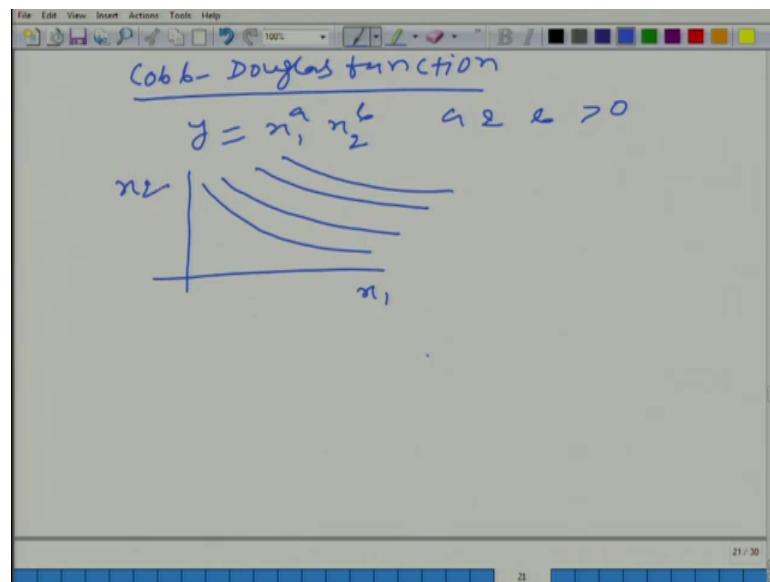 File Edit View Insert Actions Tools Help
100%
B I
Cobb-Douglas function
y = x₁ᵃ x₂ᵇ a & b > 0
x₂
x₁
21 / 30
21